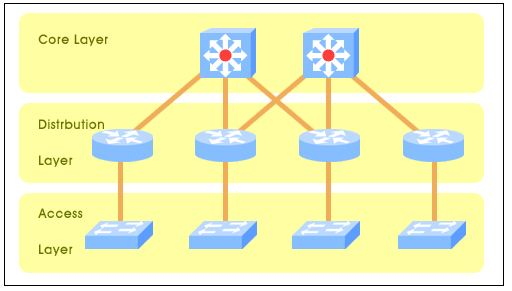 Core Layer
Distrbution
Layer
Access
Layer